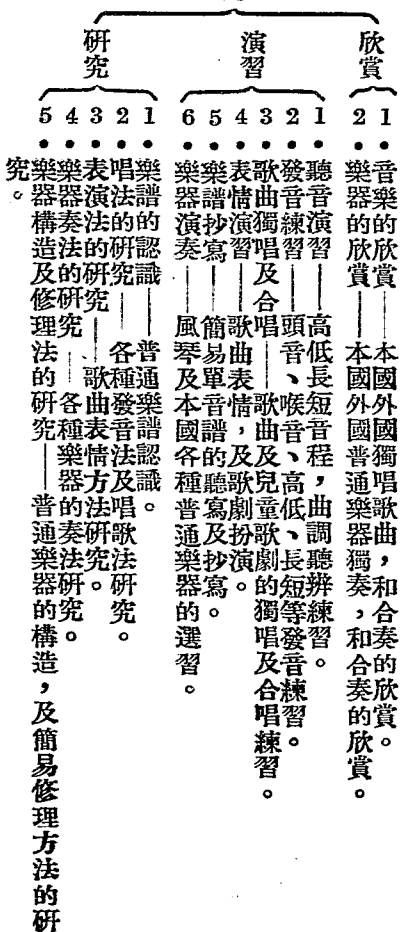 欣賞
1.音樂的欣賞——本國外國獨唱歌曲，和合奏的欣賞。
2.樂器的欣賞——本國外國普通樂器獨奏，和合奏的欣賞。
演習
1.聽音演習——高低長短音程，曲調聽辨練習。
2.發音練習——頭音、喉音、高低、長短等發音練習。
3.歌曲獨唱及合唱——歌曲及兒童歌劇的獨唱及合唱練習。
4.表情演習——歌曲表情，及歌劇扮演。
5.樂譜抄寫——簡易單音譜的聽寫及抄寫。
6.樂器演奏——風琴及本國各種普通樂器的選習。
研究
1.樂譜的認識——普通樂譜認識。
2.唱法的研究——各種發音法及唱歌法研究。
3.表演法的研究——歌曲表情方法研究。
4.樂器奏法的研究——各種樂器的奏法研究。
5.樂器構造及修理法的研究——普通樂器的構造，及簡易修理方法的研
究。